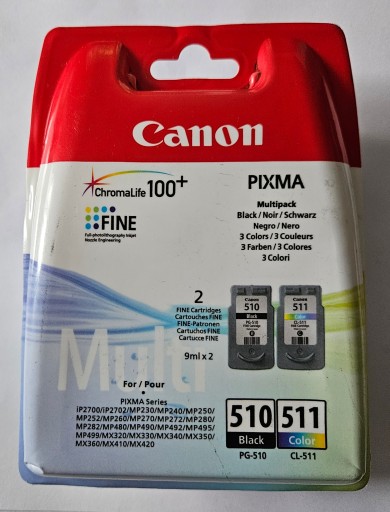 Canon
ChromaLife100+
FINE
Full-photolithography Inkjet
Nozzle Engineering
PIXMA
Multipack
Black / Noir / Schwarz
Negro / Nero
3 Colors / 3 Couleurs
3 Farben / 3 Colores
3 Colori
2
FINE Cartridges
Cartouches FINE
FINE-Patronen
Cartuchos FINE
Cartucce FINE
9ml x 2
Canon
510
Black
PG-510
Canon
511
Color
CL-511
Multi
For / Pour
PIXMA Series
iP2700/iP2702/MP230/MP240/MP250/
MP252/MP260/MP270/MP272/MP280/
MP282/MP480/MP490/MP492/MP495/
MP499/MX320/MX330/MX340/MX350/
MX360/MX410/MX420
510
Black
PG-510
511
Color
CL-511